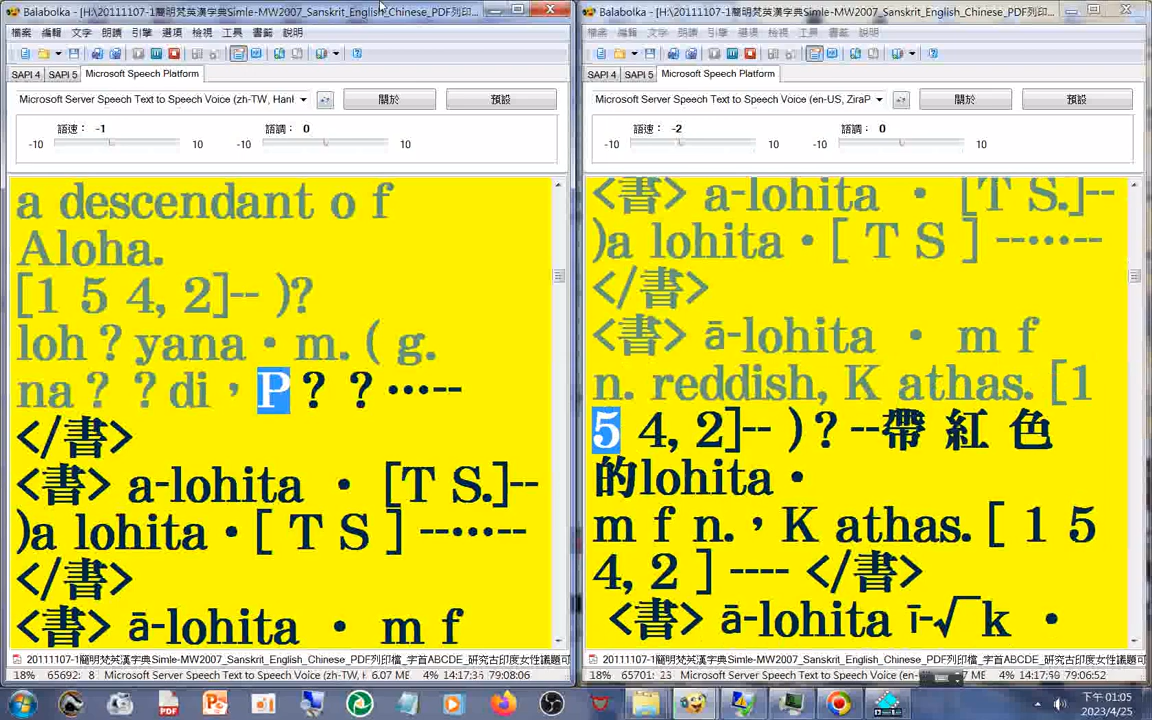 Balabolka - [H:\20111107-1簡明梵英漢字典Simle-MW2007_Sanskrit_English_Chinese_PDF列印...
檔案 編輯 文字 朗讀 引擎 選項 檢視 工具 書籤 說明
SAPI 4 SAPI 5 Microsoft Speech Platform
Microsoft Server Speech Text to Speech Voice (zh-TW, HanI 關於 預設
語速： -1 語調： 0
-10 10 -10 10
a descendant o f
Aloha.
[1 5 4, 2]-- )?
loh ? yana • m. ( g.
na ? ? di ， P ? ? •••--
</書>
<書> a-lohita • [T S.]--
)a lohita • [ T S ] --•••--
</書>
<書> ā-lohita • m f
20111107-1簡明梵英漢字典Simle-MW2007_Sanskrit_English_Chinese_PDF列印檔_字首ABCDE_研究古印度女性議題可
18% 65692: 8 Microsoft Server Speech Text to Speech Voice (zh-TW, 6.07 ME 4% 14:17:38 79:08:06
Balabolka - [H:\20111107-1簡明梵英漢字典Simle-MW2007_Sanskrit_English_Chinese_PDF列印...
檔案 編輯 文字 朗讀 引擎 選項 檢視 工具 書籤 說明
SAPI 4 SAPI 5 Microsoft Speech Platform
Microsoft Server Speech Text to Speech Voice (en-US, ZiraP 關於 預設
語速： -2 語調： 0
-10 10 -10 10
<書> a-lohita • [T S.]--
)a lohita • [ T S ] --•••--
</書>
<書> ā-lohita • m f
n. reddish, K athas. [1
5 4, 2]-- ) ? --帶 紅 色
的lohita •
m f n. ，K athas. [ 1 5
4, 2 ] ---- </書>
<書> ā-lohita ī-√k •
20111107-1簡明梵英漢字典Simle-MW2007_Sanskrit_English_Chinese_PDF列印檔_字首ABCDE_研究古印度女性議題可
18% 65701: 23 Microsoft Server Speech Text to Speech Voice 4% 14:17:50 79:06:52
下午 01:05
2023/4/25